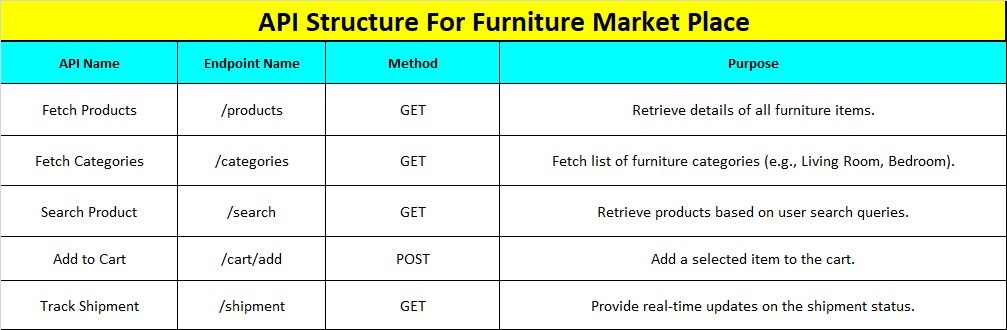 API Structure For Furniture Market Place
API Name Endpoint Name Method Purpose
Fetch Products /products GET Retrieve details of all furniture items.
Fetch Categories /categories GET Fetch list of furniture categories (e.g., Living Room, Bedroom).
Search Product /search GET Retrieve products based on user search queries.
Add to Cart /cart/add POST Add a selected item to the cart.
Track Shipment /shipment GET Provide real-time updates on the shipment status.